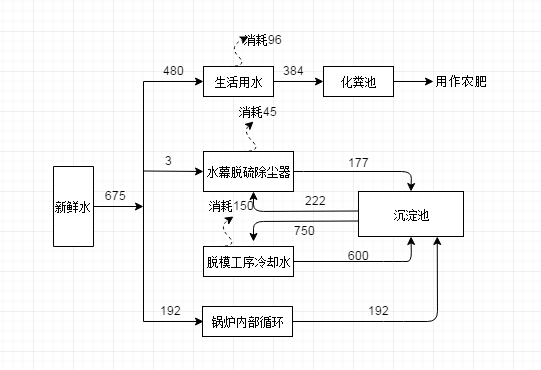 消耗96
480
生活用水
384
化粪池
用作农肥
消耗45
3
水幕脱硫除尘器
177
新鲜水
675
消耗150
222
沉淀池
750
脱模工序冷却水
600
192
锅炉内部循环
192